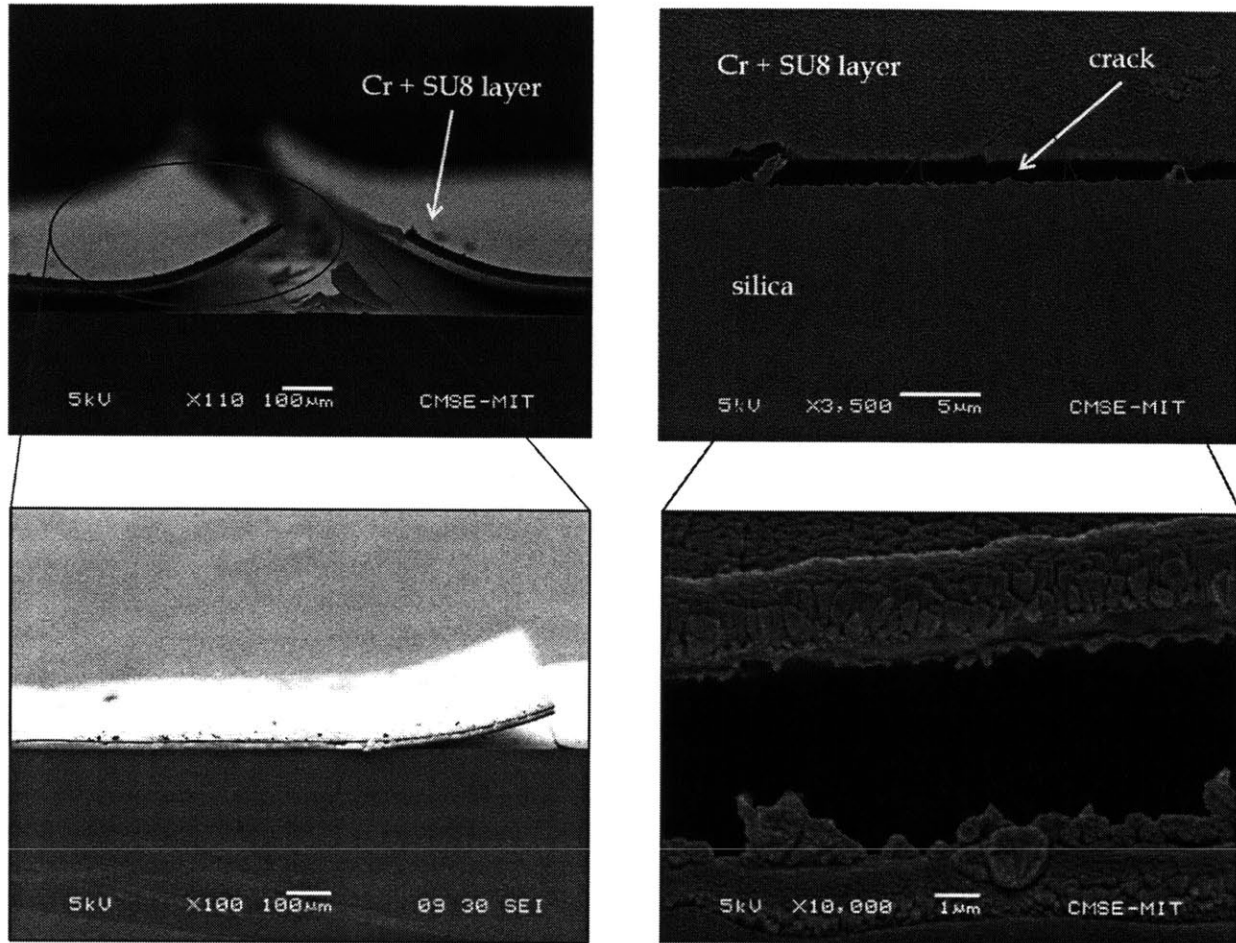 Cr + SU8 layer
5kV X110 100µm CMSE-MIT
Cr + SU8 layer
crack
silica
5kV X3,500 5µm CMSE-MIT
5kV X100 100µm 09 30 SEI
5kV X10,000 1µm CMSE-MIT